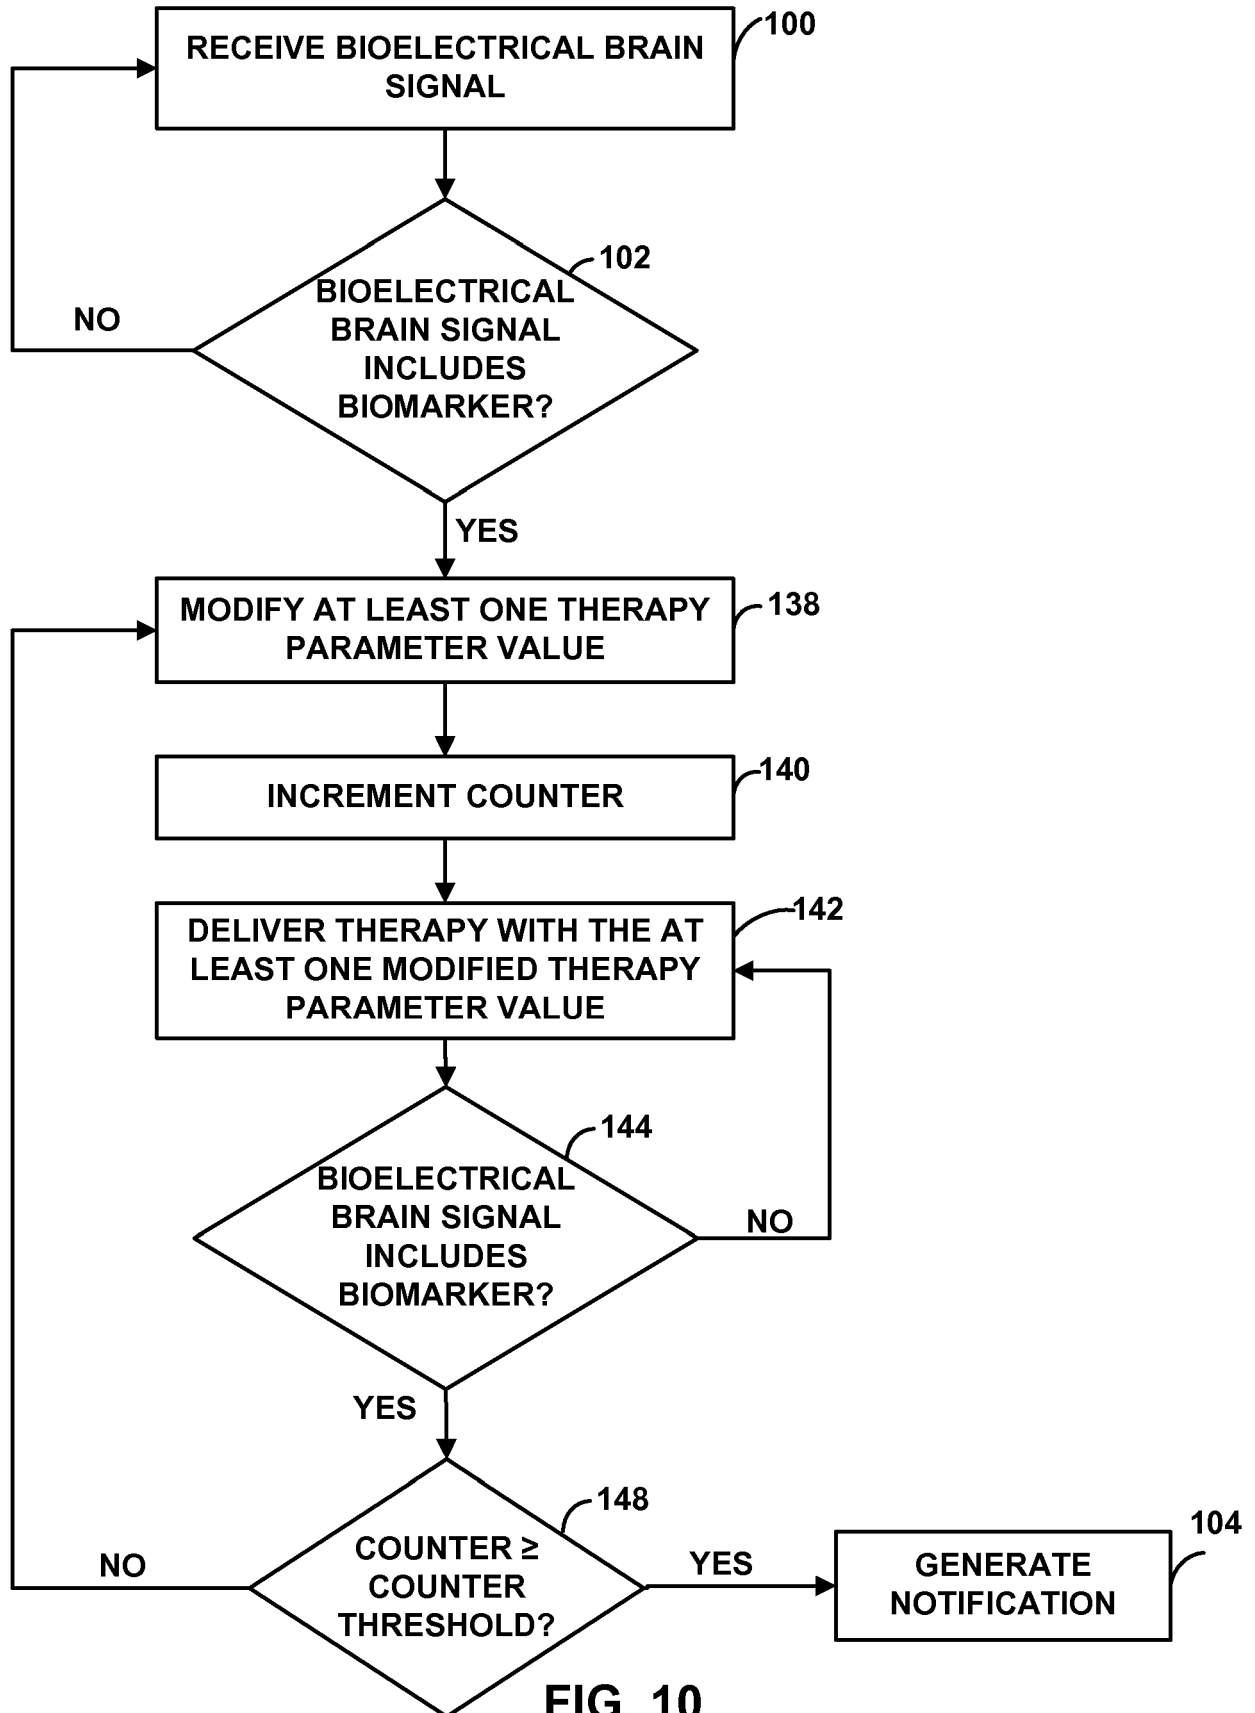 100
RECEIVE BIOELECTRICAL BRAIN
SIGNAL
102
BIOELECTRICAL
BRAIN SIGNAL
INCLUDES
BIOMARKER?
NO
YES
138
MODIFY AT LEAST ONE THERAPY
PARAMETER VALUE
140
INCREMENT COUNTER
142
DELIVER THERAPY WITH THE AT
LEAST ONE MODIFIED THERAPY
PARAMETER VALUE
144
BIOELECTRICAL
BRAIN SIGNAL
INCLUDES
BIOMARKER?
NO
YES
148
COUNTER ≥
COUNTER
THRESHOLD?
NO
YES
104
GENERATE
NOTIFICATION
FIG. 10